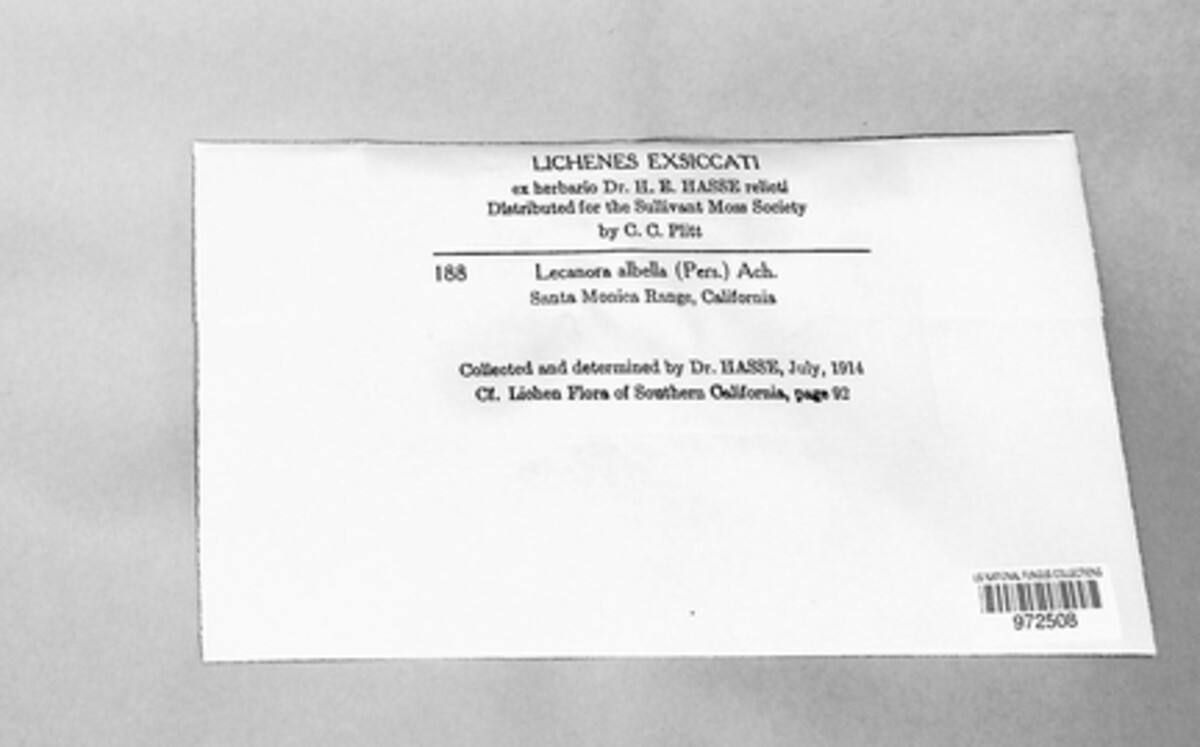 LICHENES EXSICCATI
ex herbario Dr. H. E. HASSE relicti
Distributed for the Sullivant Moss Society
by C. C. Plitt
188 Lecanora albella (Pers.) Ach.
Santa Monica Range, California
Collected and determined by Dr. HASSE, July, 1914
Cf. Lichen Flora of Southern California, page 92
US NATIONAL FUNGUS COLLECTIONS
972508